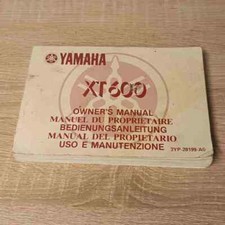 YAMAHA
XT600
OWNER'S MANUAL
MANUEL DU PROPRIETAIRE
BEDIENUNGSANLEITUNG
MANUAL DEL PROPIETARIO
USO E MANUTENZIONE